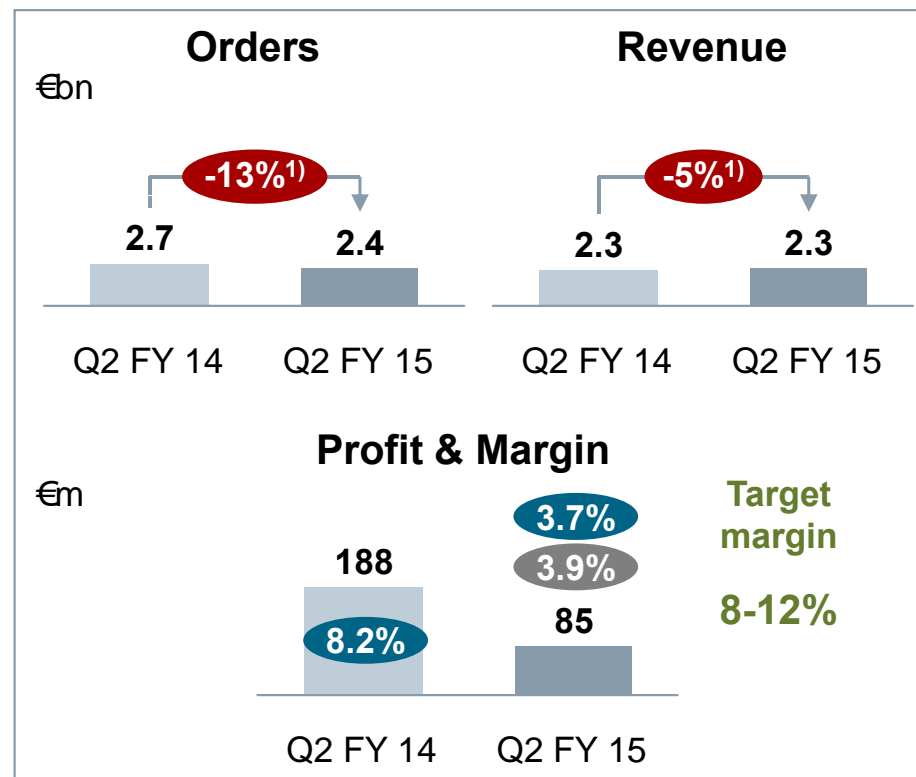 Orders
Revenue
€bn
-13%1)
-5%1)
2.7
2.4
2.3
2.3
Q2 FY 14
Q2 FY 15
Q2 FY 14
Q2 FY 15
Profit & Margin
€m
Target
margin
8-12%
3.7%
3.9%
188
85
8.2%
Q2 FY 14
Q2 FY 15